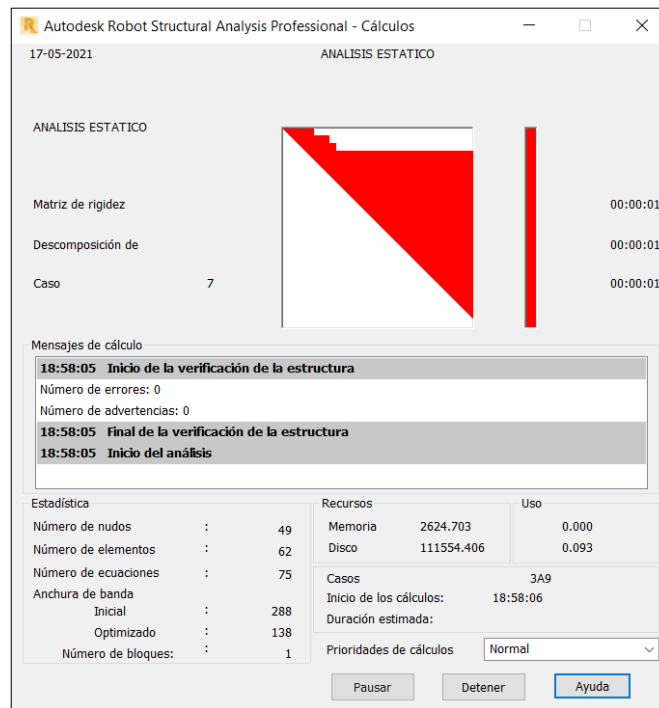 Autodesk Robot Structural Analysis Professional - Cálculos
17-05-2021 ANALISIS ESTATICO
ANALISIS ESTATICO
Matriz de rigidez 00:00:01
Descomposición de 00:00:01
Caso 7 00:00:01
Mensajes de cálculo
18:58:05 Inicio de la verificación de la estructura
Número de errores: 0
Número de advertencias: 0
18:58:05 Final de la verificación de la estructura
18:58:05 Inicio del análisis
Estadística
Número de nudos : 49
Número de elementos : 62
Número de ecuaciones : 75
Anchura de banda
Inicial : 288
Optimizado : 138
Número de bloques: : 1
Recursos Uso
Memoria 2624.703 0.000
Disco 111554.406 0.093
Casos 3A9
Inicio de los cálculos: 18:58:06
Duración estimada:
Prioridades de cálculos Normal
Pausar Detener Ayuda